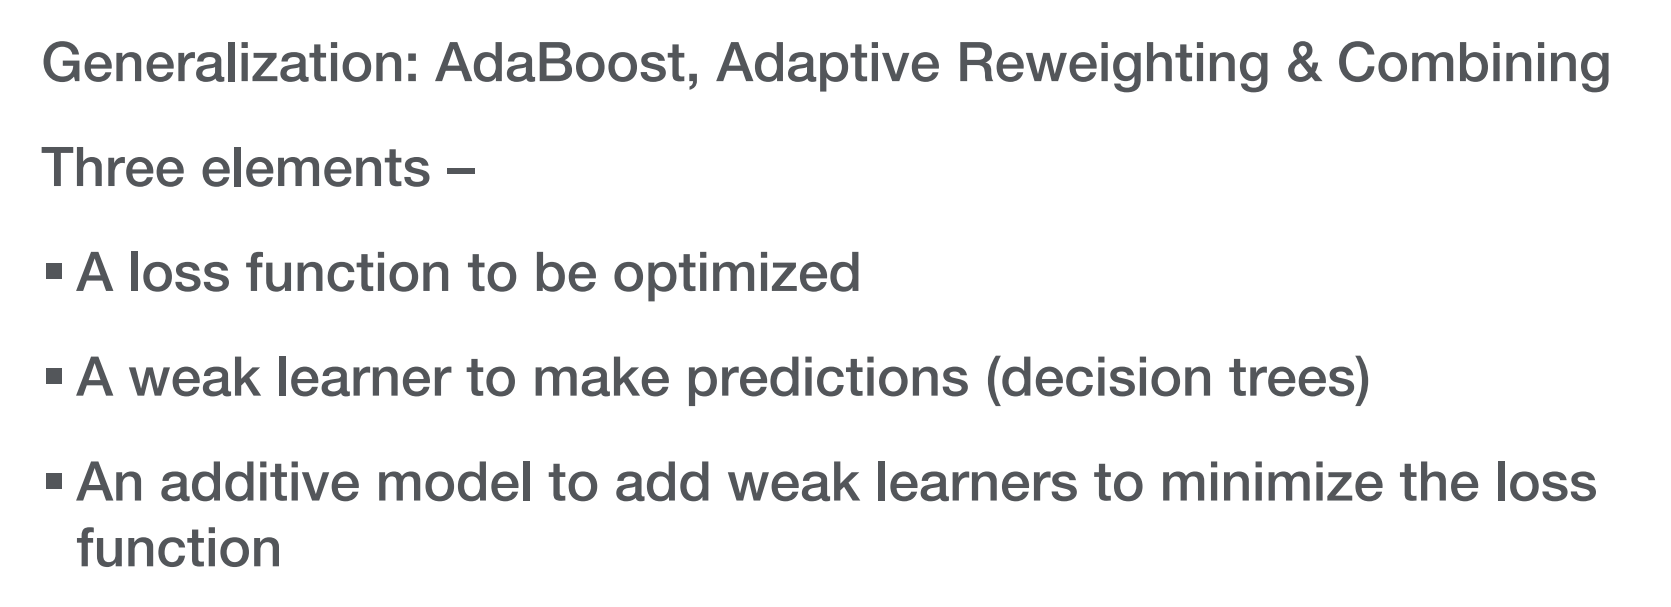 Generalization: AdaBoost, Adaptive Reweighting & Combining
Three elements –
▪ A loss function to be optimized
▪ A weak learner to make predictions (decision trees)
▪ An additive model to add weak learners to minimize the loss
function